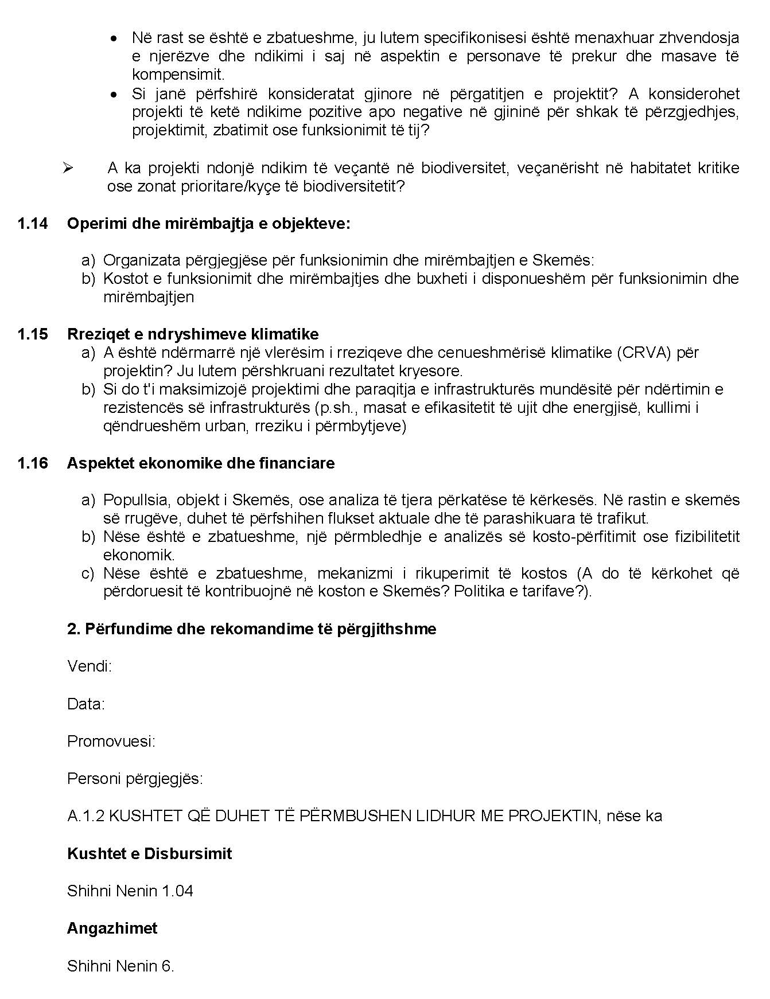 • Në rast se është e zbatueshme, ju lutem specifikonisesi është menaxhuar zhvendosja
e njerëzve dhe ndikimi i saj në aspektin e personave të prekur dhe masave të
kompensimit.
• Si janë përfshirë konsideratat gjinore në përgatitjen e projektit? A konsiderohet
projekti të ketë ndikime pozitive apo negative në gjininë për shkak të përzgjedhjes,
projektimit, zbatimit ose funksionimit të tij?
➢ A ka projekti ndonjë ndikim të veçantë në biodiversitet, veçanërisht në habitatet kritike
ose zonat prioritare/kyçe të biodiversitetit?
1.14 Operimi dhe mirëmbajtja e objekteve:
a) Organizata përgjegjëse për funksionimin dhe mirëmbajtjen e Skemës:
b) Kostot e funksionimit dhe mirëmbajtjes dhe buxheti i disponueshëm për funksionimin dhe
mirëmbajtjen
1.15 Rreziqet e ndryshimeve klimatike
a) A është ndërmarrë një vlerësim i rreziqeve dhe cenueshmërisë klimatike (CRVA) për
projektin? Ju lutem përshkruani rezultatet kryesore.
b) Si do t'i maksimizojë projektimi dhe paraqitja e infrastrukturës mundësitë për ndërtimin e
rezistencës së infrastrukturës (p.sh., masat e efikasitetit të ujit dhe energjisë, kullimi i
qëndrueshëm urban, rreziku i përmbytjeve)
1.16 Aspektet ekonomike dhe financiare
a) Popullsia, objekt i Skemës, ose analiza të tjera përkatëse të kërkesës. Në rastin e skemës
së rrugëve, duhet të përfshihen flukset aktuale dhe të parashikuara të trafikut.
b) Nëse është e zbatueshme, një përmbledhje e analizës së kosto-përfitimit ose fizibilitetit
ekonomik.
c) Nëse është e zbatueshme, mekanizmi i rikuperimit të kostos (A do të kërkohet që
përdoruesit të kontribuojnë në koston e Skemës? Politika e tarifave?).
2. Përfundime dhe rekomandime të përgjithshme
Vendi:
Data:
Promovuesi:
Personi përgjegjës:
A.1.2 KUSHTET QË DUHET TË PËRMBUSHEN LIDHUR ME PROJEKTIN, nëse ka
Kushtet e Disbursimit
Shihni Nenin 1.04
Angazhimet
Shihni Nenin 6.